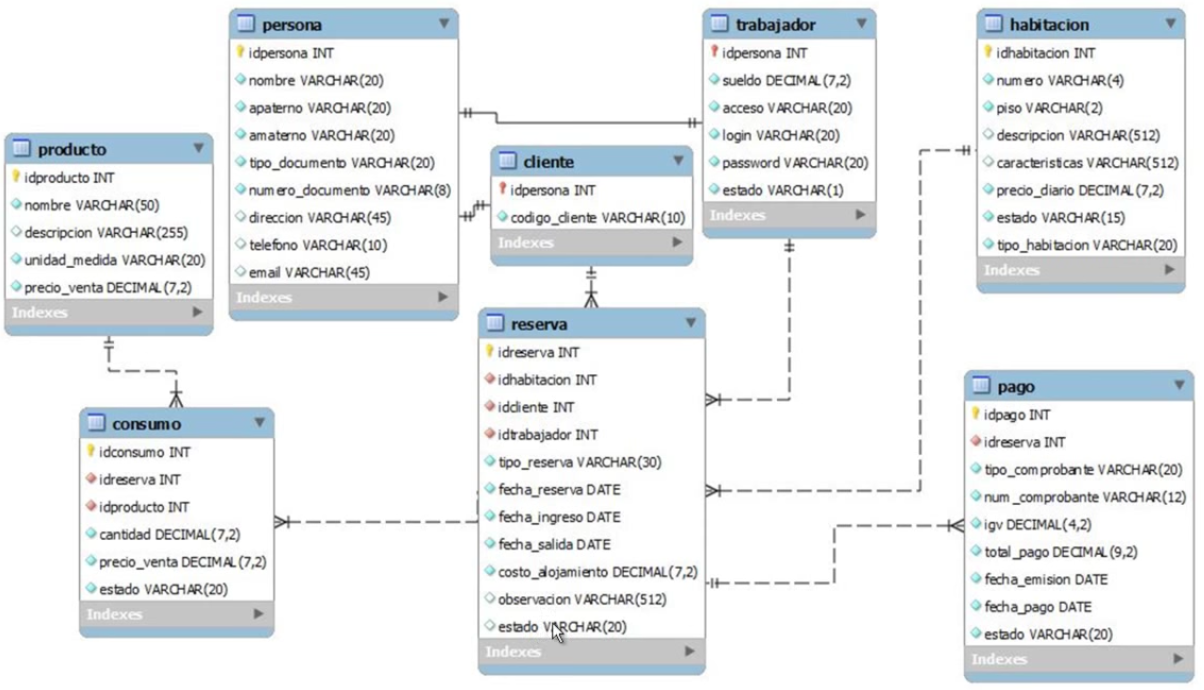 persona
idpersona INT
nombre VARCHAR(20)
apaterno VARCHAR(20)
amaterno VARCHAR(20)
tipo_documento VARCHAR(20)
numero_documento VARCHAR(8)
direccion VARCHAR(45)
telefono VARCHAR(10)
email VARCHAR(45)
Indexes
trabajador
idpersona INT
sueldo DECIMAL(7,2)
acceso VARCHAR(20)
login VARCHAR(20)
password VARCHAR(20)
estado VARCHAR(1)
Indexes
habitacion
idhabitacion INT
numero VARCHAR(4)
piso VARCHAR(2)
descripcion VARCHAR(512)
caracteristicas VARCHAR(512)
precio_diario DECIMAL(7,2)
estado VARCHAR(15)
tipo_habitacion VARCHAR(20)
Indexes
producto
idproducto INT
nombre VARCHAR(50)
descripcion VARCHAR(255)
unidad_medida VARCHAR(20)
precio_venta DECIMAL(7,2)
Indexes
cliente
idpersona INT
codigo_cliente VARCHAR(10)
Indexes
reserva
idreserva INT
idhabitacion INT
idcliente INT
idtrabajador INT
tipo_reserva VARCHAR(30)
fecha_reserva DATE
fecha_ingreso DATE
fecha_salida DATE
costo_alojamiento DECIMAL(7,2)
observacion VARCHAR(512)
estado VARCHAR(20)
Indexes
consumo
idconsumo INT
idreserva INT
idproducto INT
cantidad DECIMAL(7,2)
precio_venta DECIMAL(7,2)
estado VARCHAR(20)
Indexes
pago
idpago INT
idreserva INT
tipo_comprobante VARCHAR(20)
num_comprobante VARCHAR(12)
igv DECIMAL(4,2)
total_pago DECIMAL(9,2)
fecha_emision DATE
fecha_pago DATE
estado VARCHAR(20)
Indexes